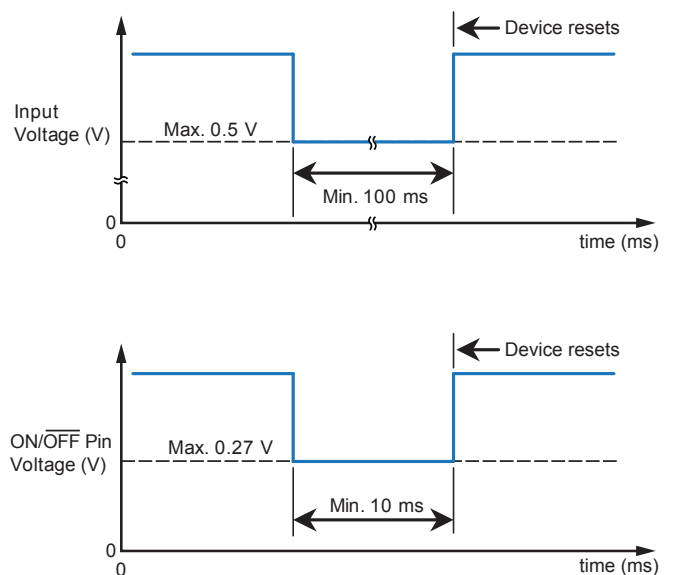 Device resets
Input
Voltage (V)
Max. 0.5 V
Min. 100 ms
0
0
time (ms)
Device resets
ON/OFF Pin
Voltage (V)
Max. 0.27 V
Min. 10 ms
0
0
time (ms)